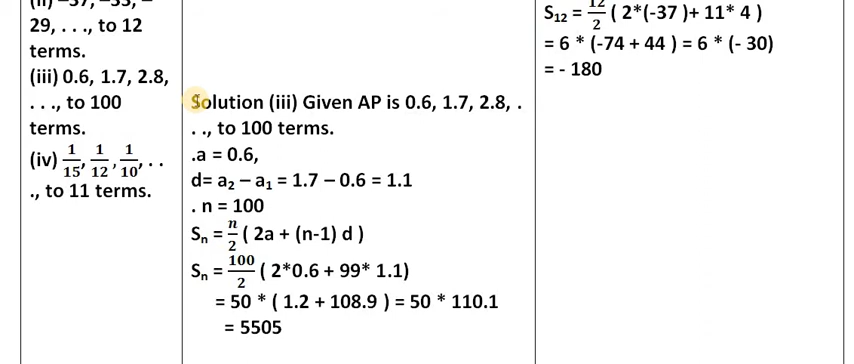 (ii) –37, –33, –
29, . . ., to 12
terms.
(iii) 0.6, 1.7, 2.8,
. . ., to 100
terms.
(iv) 1/15, 1/12, 1/10, . .
., to 11 terms.
Solution (iii) Given AP is 0.6, 1.7, 2.8, .
. ., to 100 terms.
.a = 0.6,
d= a₂ – a₁ = 1.7 – 0.6 = 1.1
. n = 100
Sₙ = n/2 ( 2a + (n-1) d )
Sₙ = 100/2 ( 2*0.6 + 99* 1.1)
= 50 * ( 1.2 + 108.9 ) = 50 * 110.1
= 5505
S₁₂ = 12/2 ( 2*(-37 )+ 11* 4 )
= 6 * (-74 + 44 ) = 6 * (- 30)
= - 180